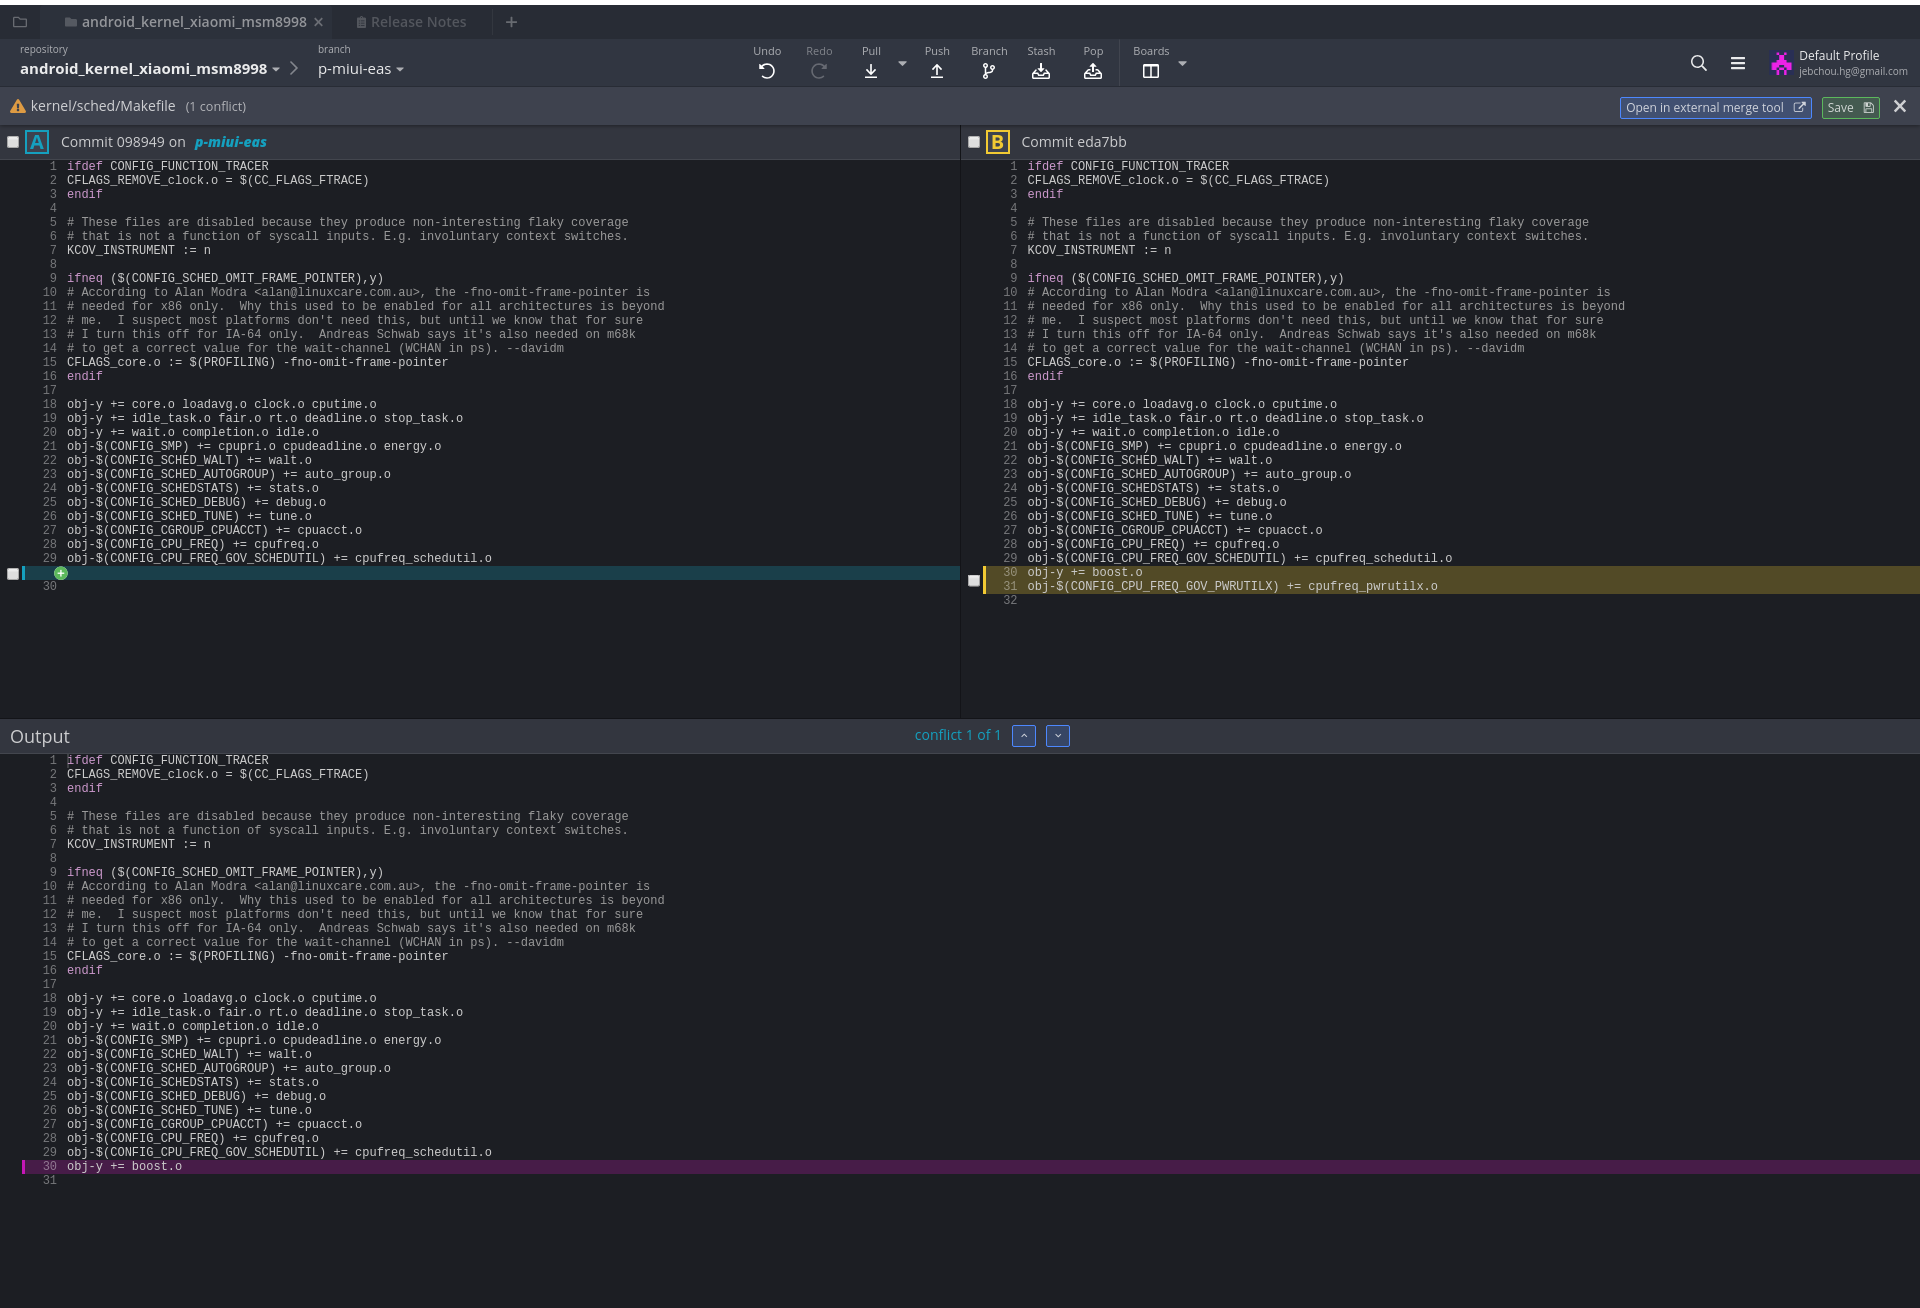 android_kernel_xiaomi_msm8998
Release Notes
repository
android_kernel_xiaomi_msm8998
branch
p-miui-eas
Undo
Redo
Pull
Push
Branch
Stash
Pop
Boards
Default Profile
jebchou.hg@gmail.com
kernel/sched/Makefile (1 conflict)
Open in external merge tool
Save
A Commit 098949 on p-miui-eas
1 ifdef CONFIG_FUNCTION_TRACER
2 CFLAGS_REMOVE_clock.o = $(CC_FLAGS_FTRACE)
3 endif
4
5 # These files are disabled because they produce non-interesting flaky coverage
6 # that is not a function of syscall inputs. E.g. involuntary context switches.
7 KCOV_INSTRUMENT := n
8
9 ifneq ($(CONFIG_SCHED_OMIT_FRAME_POINTER),y)
10 # According to Alan Modra <alan@linuxcare.com.au>, the -fno-omit-frame-pointer is
11 # needed for x86 only.  Why this used to be enabled for all architectures is beyond
12 # me.  I suspect most platforms don't need this, but until we know that for sure
13 # I turn this off for IA-64 only.  Andreas Schwab says it's also needed on m68k
14 # to get a correct value for the wait-channel (WCHAN in ps). --davidm
15 CFLAGS_core.o := $(PROFILING) -fno-omit-frame-pointer
16 endif
17
18 obj-y += core.o loadavg.o clock.o cputime.o
19 obj-y += idle_task.o fair.o rt.o deadline.o stop_task.o
20 obj-y += wait.o completion.o idle.o
21 obj-$(CONFIG_SMP) += cpupri.o cpudeadline.o energy.o
22 obj-$(CONFIG_SCHED_WALT) += walt.o
23 obj-$(CONFIG_SCHED_AUTOGROUP) += auto_group.o
24 obj-$(CONFIG_SCHEDSTATS) += stats.o
25 obj-$(CONFIG_SCHED_DEBUG) += debug.o
26 obj-$(CONFIG_SCHED_TUNE) += tune.o
27 obj-$(CONFIG_CGROUP_CPUACCT) += cpuacct.o
28 obj-$(CONFIG_CPU_FREQ) += cpufreq.o
29 obj-$(CONFIG_CPU_FREQ_GOV_SCHEDUTIL) += cpufreq_schedutil.o
30
B Commit eda7bb
1 ifdef CONFIG_FUNCTION_TRACER
2 CFLAGS_REMOVE_clock.o = $(CC_FLAGS_FTRACE)
3 endif
4
5 # These files are disabled because they produce non-interesting flaky coverage
6 # that is not a function of syscall inputs. E.g. involuntary context switches.
7 KCOV_INSTRUMENT := n
8
9 ifneq ($(CONFIG_SCHED_OMIT_FRAME_POINTER),y)
10 # According to Alan Modra <alan@linuxcare.com.au>, the -fno-omit-frame-pointer is
11 # needed for x86 only.  Why this used to be enabled for all architectures is beyond
12 # me.  I suspect most platforms don't need this, but until we know that for sure
13 # I turn this off for IA-64 only.  Andreas Schwab says it's also needed on m68k
14 # to get a correct value for the wait-channel (WCHAN in ps). --davidm
15 CFLAGS_core.o := $(PROFILING) -fno-omit-frame-pointer
16 endif
17
18 obj-y += core.o loadavg.o clock.o cputime.o
19 obj-y += idle_task.o fair.o rt.o deadline.o stop_task.o
20 obj-y += wait.o completion.o idle.o
21 obj-$(CONFIG_SMP) += cpupri.o cpudeadline.o energy.o
22 obj-$(CONFIG_SCHED_WALT) += walt.o
23 obj-$(CONFIG_SCHED_AUTOGROUP) += auto_group.o
24 obj-$(CONFIG_SCHEDSTATS) += stats.o
25 obj-$(CONFIG_SCHED_DEBUG) += debug.o
26 obj-$(CONFIG_SCHED_TUNE) += tune.o
27 obj-$(CONFIG_CGROUP_CPUACCT) += cpuacct.o
28 obj-$(CONFIG_CPU_FREQ) += cpufreq.o
29 obj-$(CONFIG_CPU_FREQ_GOV_SCHEDUTIL) += cpufreq_schedutil.o
30 obj-y += boost.o
31 obj-$(CONFIG_CPU_FREQ_GOV_PWRUTILX) += cpufreq_pwrutilx.o
32
Output
conflict 1 of 1
1 ifdef CONFIG_FUNCTION_TRACER
2 CFLAGS_REMOVE_clock.o = $(CC_FLAGS_FTRACE)
3 endif
4
5 # These files are disabled because they produce non-interesting flaky coverage
6 # that is not a function of syscall inputs. E.g. involuntary context switches.
7 KCOV_INSTRUMENT := n
8
9 ifneq ($(CONFIG_SCHED_OMIT_FRAME_POINTER),y)
10 # According to Alan Modra <alan@linuxcare.com.au>, the -fno-omit-frame-pointer is
11 # needed for x86 only.  Why this used to be enabled for all architectures is beyond
12 # me.  I suspect most platforms don't need this, but until we know that for sure
13 # I turn this off for IA-64 only.  Andreas Schwab says it's also needed on m68k
14 # to get a correct value for the wait-channel (WCHAN in ps). --davidm
15 CFLAGS_core.o := $(PROFILING) -fno-omit-frame-pointer
16 endif
17
18 obj-y += core.o loadavg.o clock.o cputime.o
19 obj-y += idle_task.o fair.o rt.o deadline.o stop_task.o
20 obj-y += wait.o completion.o idle.o
21 obj-$(CONFIG_SMP) += cpupri.o cpudeadline.o energy.o
22 obj-$(CONFIG_SCHED_WALT) += walt.o
23 obj-$(CONFIG_SCHED_AUTOGROUP) += auto_group.o
24 obj-$(CONFIG_SCHEDSTATS) += stats.o
25 obj-$(CONFIG_SCHED_DEBUG) += debug.o
26 obj-$(CONFIG_SCHED_TUNE) += tune.o
27 obj-$(CONFIG_CGROUP_CPUACCT) += cpuacct.o
28 obj-$(CONFIG_CPU_FREQ) += cpufreq.o
29 obj-$(CONFIG_CPU_FREQ_GOV_SCHEDUTIL) += cpufreq_schedutil.o
30 obj-y += boost.o
31